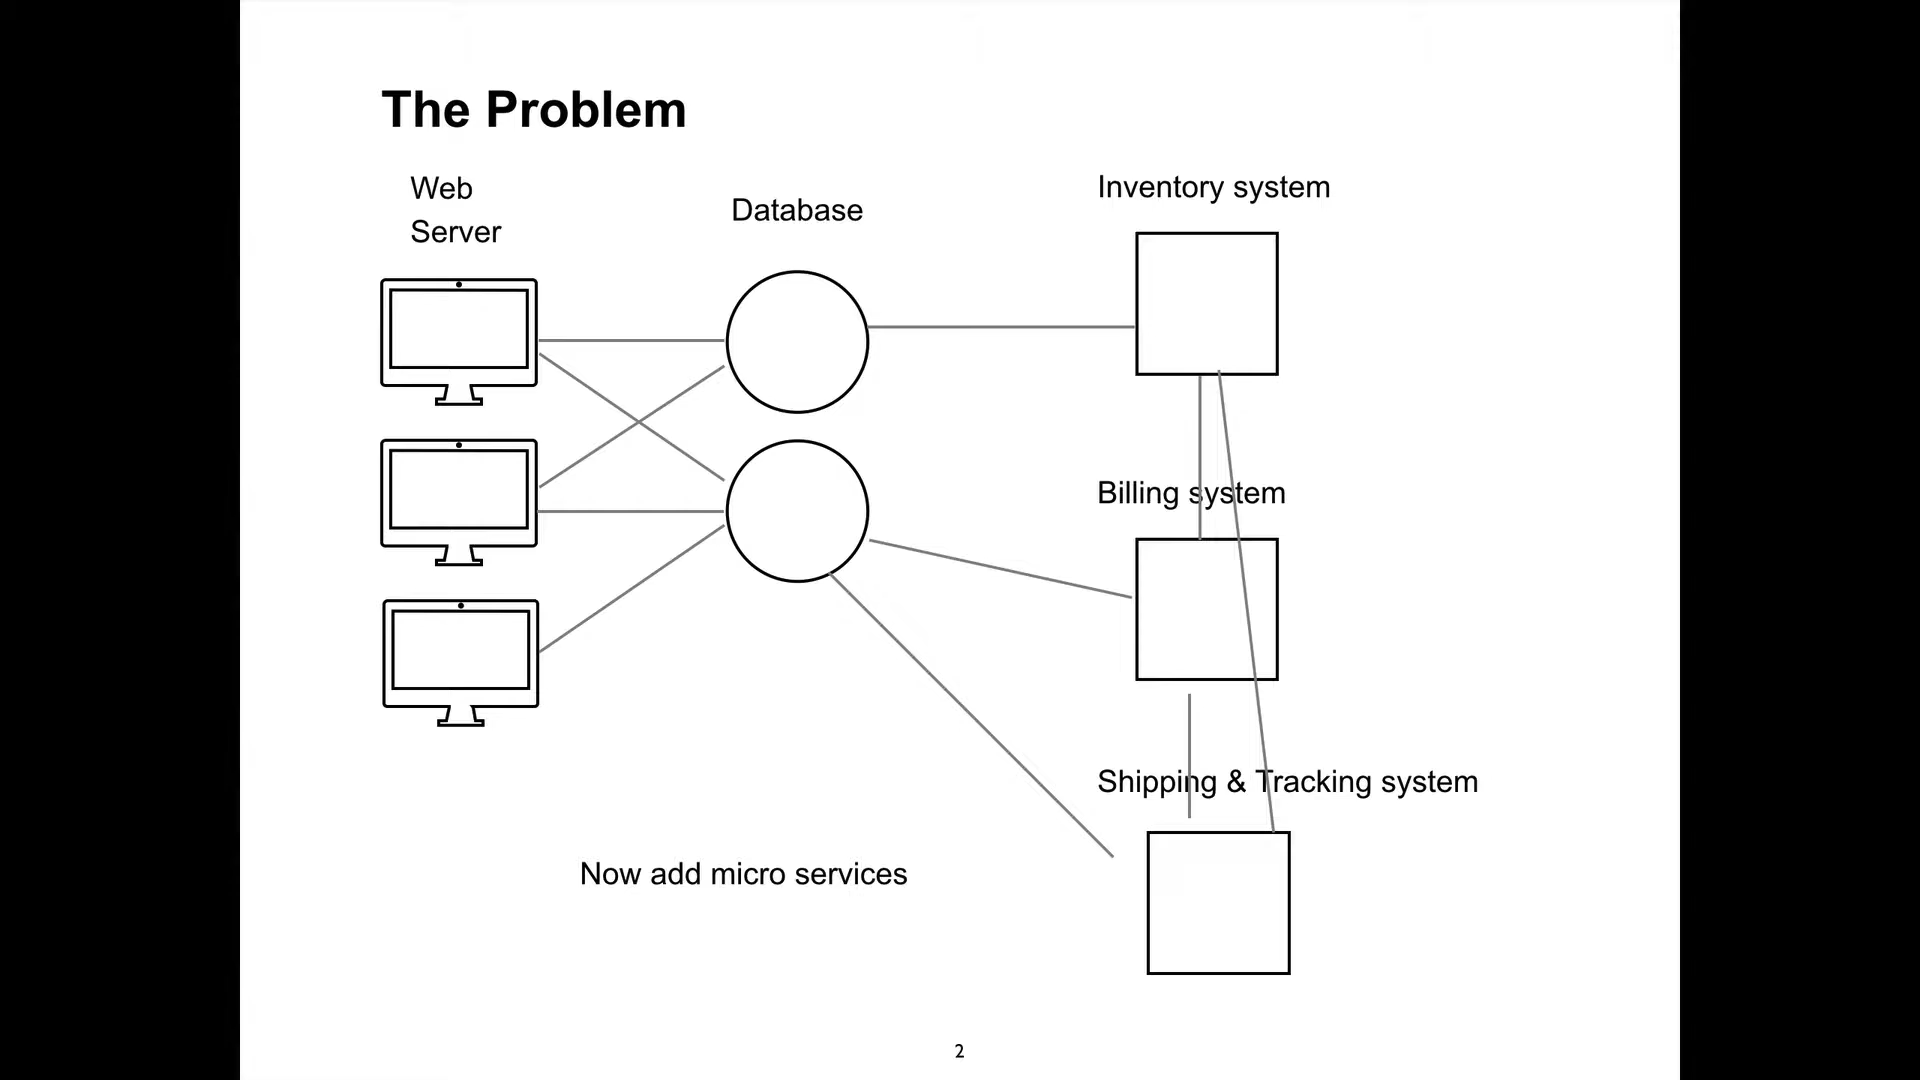 The Problem
Web
Server
Database
Inventory system
Billing system
Shipping & Tracking system
Now add micro services
2